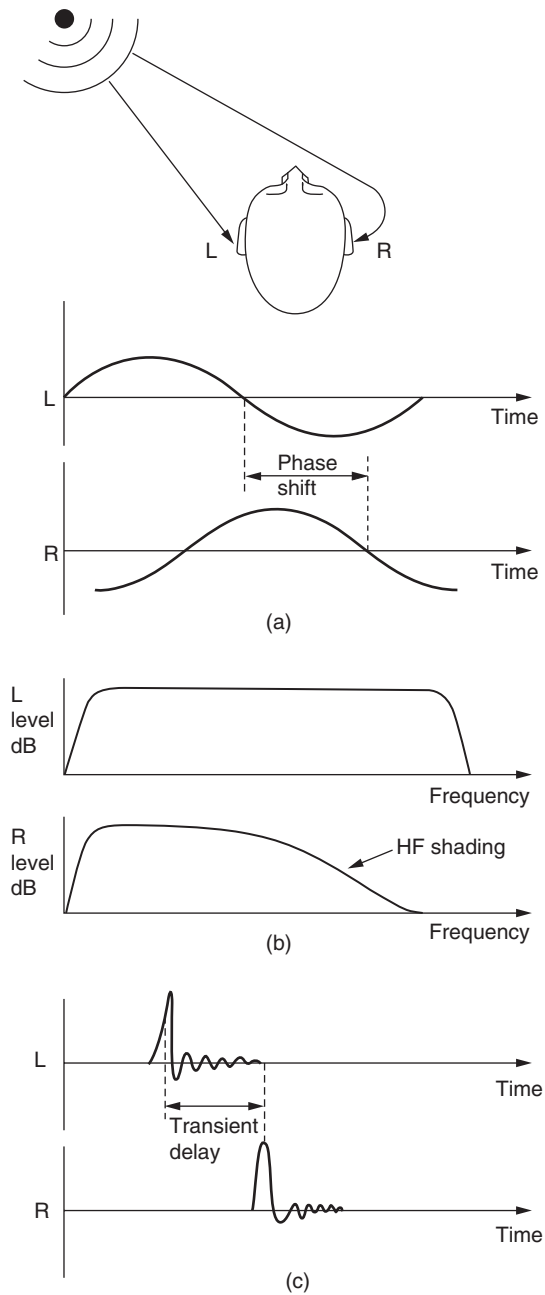 L
R
L
Time
Phase
shift
R
Time
(a)
L
level
dB
Frequency
R
level
dB
HF shading
Frequency
(b)
L
Time
Transient
delay
R
Time
(c)